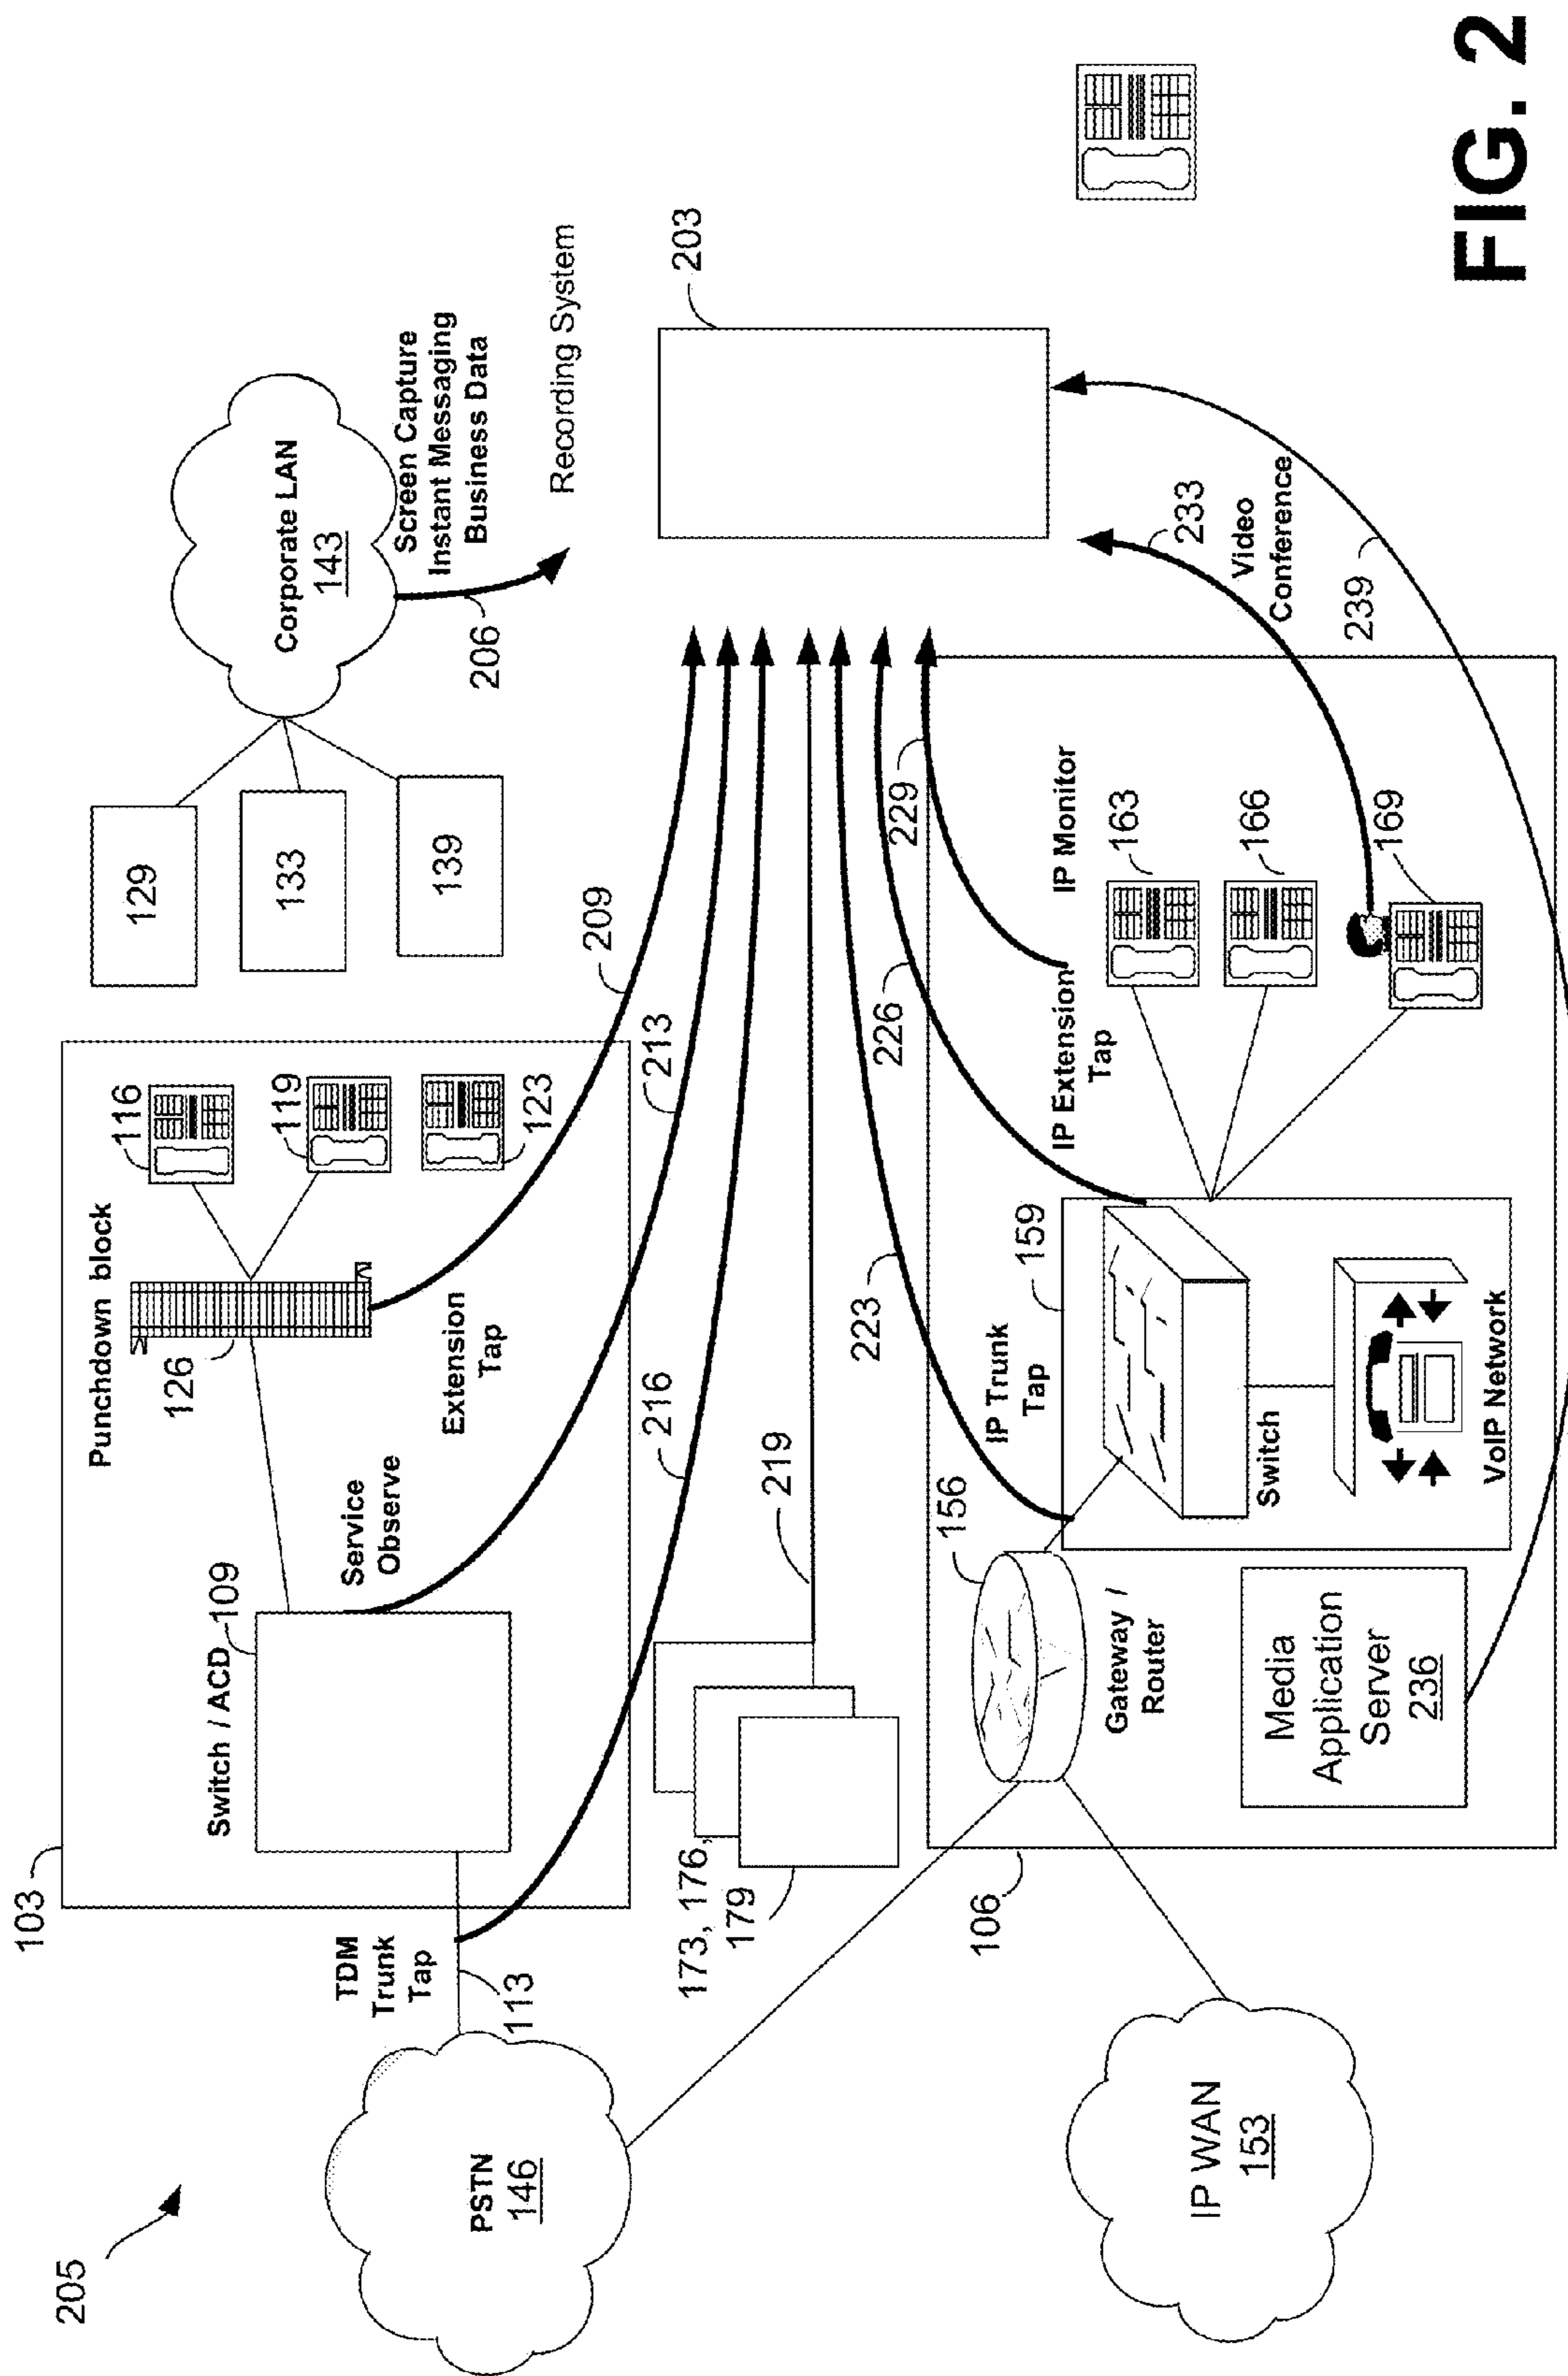 205
103
PSTN
146
TDM
Trunk
Tap
113
Switch / ACD
109
Service
Observe
Punchdown block
126
116
119
123
Extension
Tap
129
133
139
Corporate LAN
143
Screen Capture
Instant Messaging
Business Data
206
Recording System
203
209
213
216
173, 176,
179
219
IP WAN
153
106
156
Gateway /
Router
Media
Application
Server
236
IP Trunk
Tap
159
Switch
VoIP Network
223
226
229
IP Extension
Tap
IP Monitor
163
166
169
233
Video
Conference
239
FIG. 2